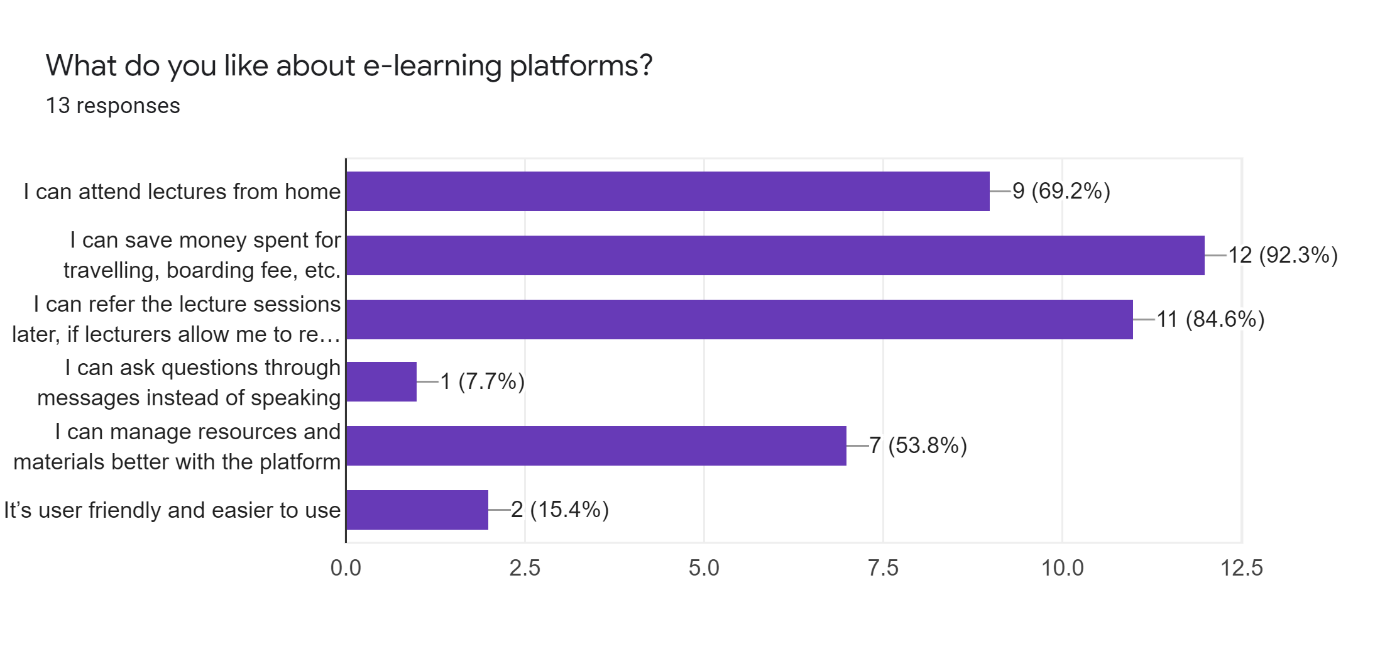 What do you like about e-learning platforms?
13 responses
I can attend lectures from home
9 (69.2%)
I can save money spent for
travelling, boarding fee, etc.
12 (92.3%)
I can refer the lecture sessions
later, if lecturers allow me to re…
11 (84.6%)
I can ask questions through
messages instead of speaking
1 (7.7%)
I can manage resources and
materials better with the platform
7 (53.8%)
It’s user friendly and easier to use
2 (15.4%)
0.0 2.5 5.0 7.5 10.0 12.5